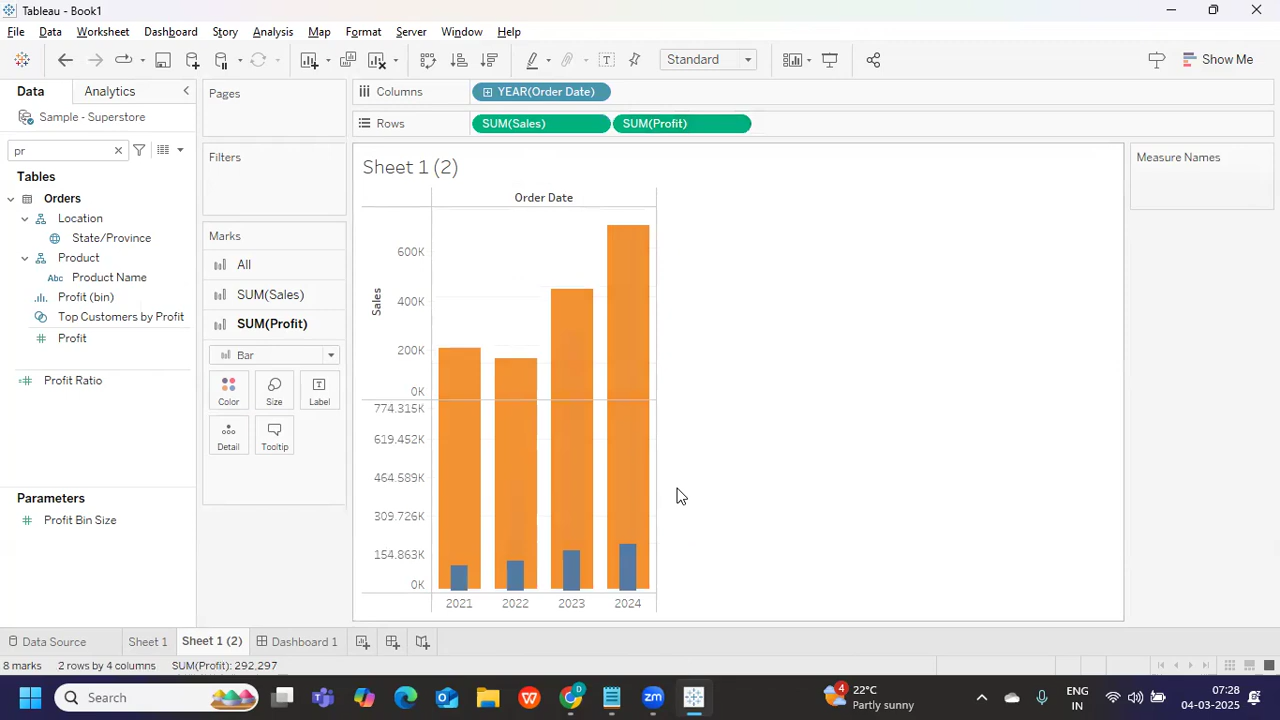 Tableau - Book1
File Data Worksheet Dashboard Story Analysis Map Format Server Window Help
Standard
Show Me
Data Analytics
Sample - Superstore
pr
Tables
Orders
Location
State/Province
Product
Abc Product Name
Profit (bin)
Top Customers by Profit
Profit
Profit Ratio
Parameters
Profit Bin Size
Pages
Filters
Marks
All
SUM(Sales)
SUM(Profit)
Bar
Color Size Label
Detail Tooltip
Columns YEAR(Order Date)
Rows SUM(Sales) SUM(Profit)
Sheet 1 (2)
Order Date
Sales
600K
400K
200K
0K
774.315K
619.452K
464.589K
309.726K
154.863K
0K
2021 2022 2023 2024
Measure Names
Data Source Sheet 1 Sheet 1 (2) Dashboard 1
8 marks 2 rows by 4 columns SUM(Profit): 292,297
Search
4
22°C
Partly sunny
ENG
IN
07:28
04-03-2025